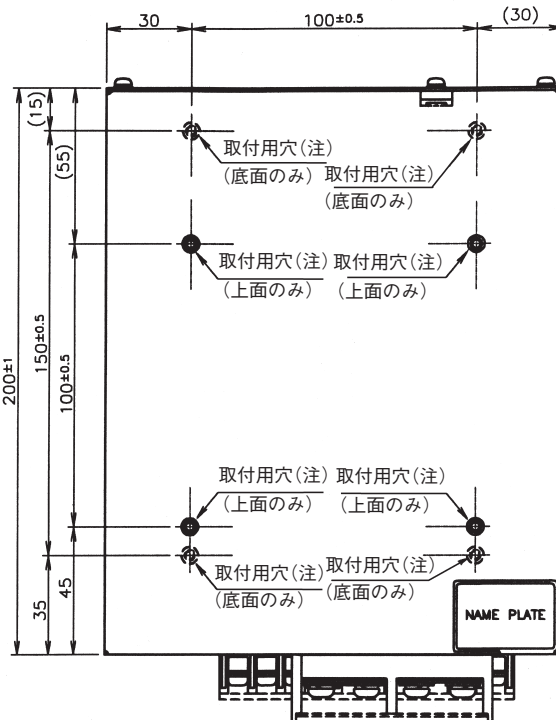 30
100±0.5
(30)
(15)
(55)
200±1
150±0.5
100±0.5
35
45
取付用穴(注)
(底面のみ)
取付用穴(注)
(底面のみ)
取付用穴(注)
(上面のみ)
取付用穴(注)
(上面のみ)
取付用穴(注)
(上面のみ)
取付用穴(注)
(上面のみ)
取付用穴(注)
(底面のみ)
取付用穴(注)
(底面のみ)
NAME PLATE